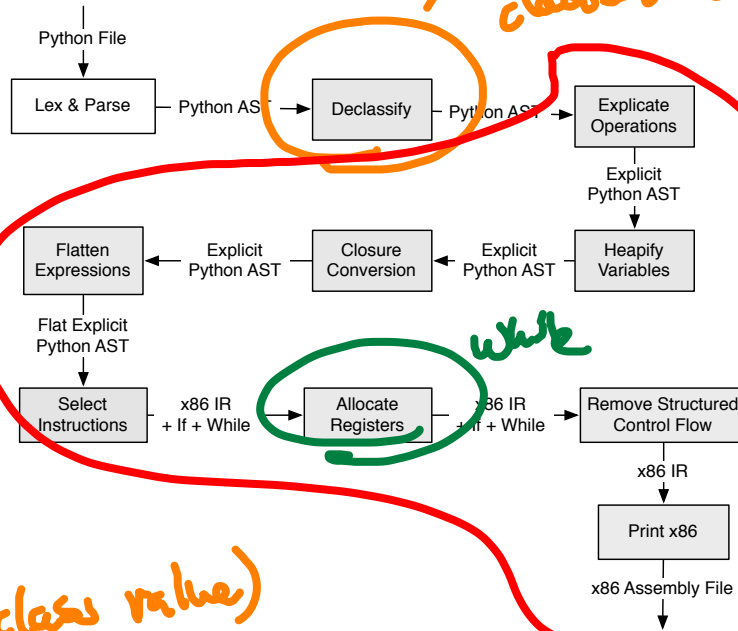 Python File
Lex & Parse
Python AST
Declassify
Python AST
Explicate
Operations
Explicit
Python AST
Heapify
Variables
Explicit
Python AST
Closure
Conversion
Explicit
Python AST
Flatten
Expressions
Flat Explicit
Python AST
while
Select
Instructions
x86 IR
+ If + While
Allocate
Registers
x86 IR
+ If + While
Remove Structured
Control Flow
x86 IR
Print x86
x86 Assembly File
class value)